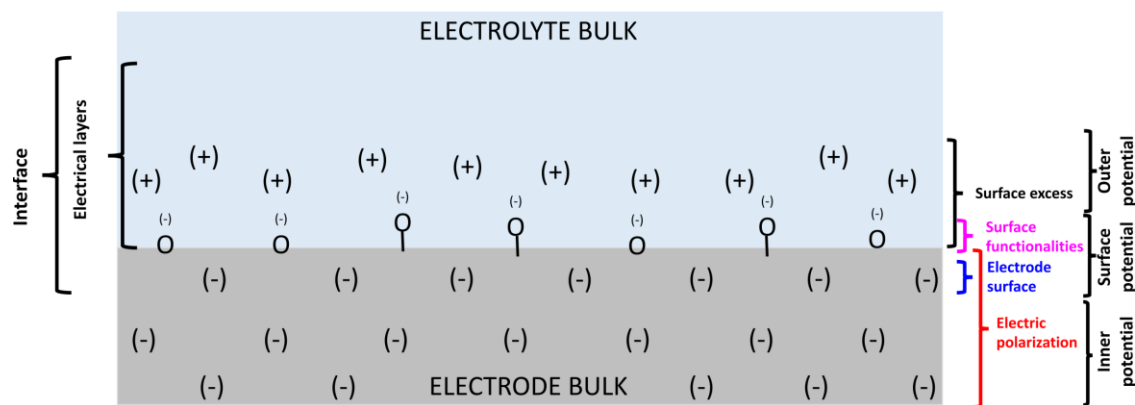 ELECTROLYTE BULK
Interface
Electrical layers
(+) (+) (+) (+) (+) (+) (+) (+) (+) (+)
(-) (-) (-) (-) (-) (-) (-)
O O O O O O O
(-) (-) (-) (-) (-) (-) (-)
(-) (-) (-) (-) (-) (-) (-)
(-) (-) ELECTRODE BULK (-) (-) (-)
Surface excess
Surface
functionalities
Electrode
surface
Electric
polarization
Outer
potential
Surface
potential
Inner
potential